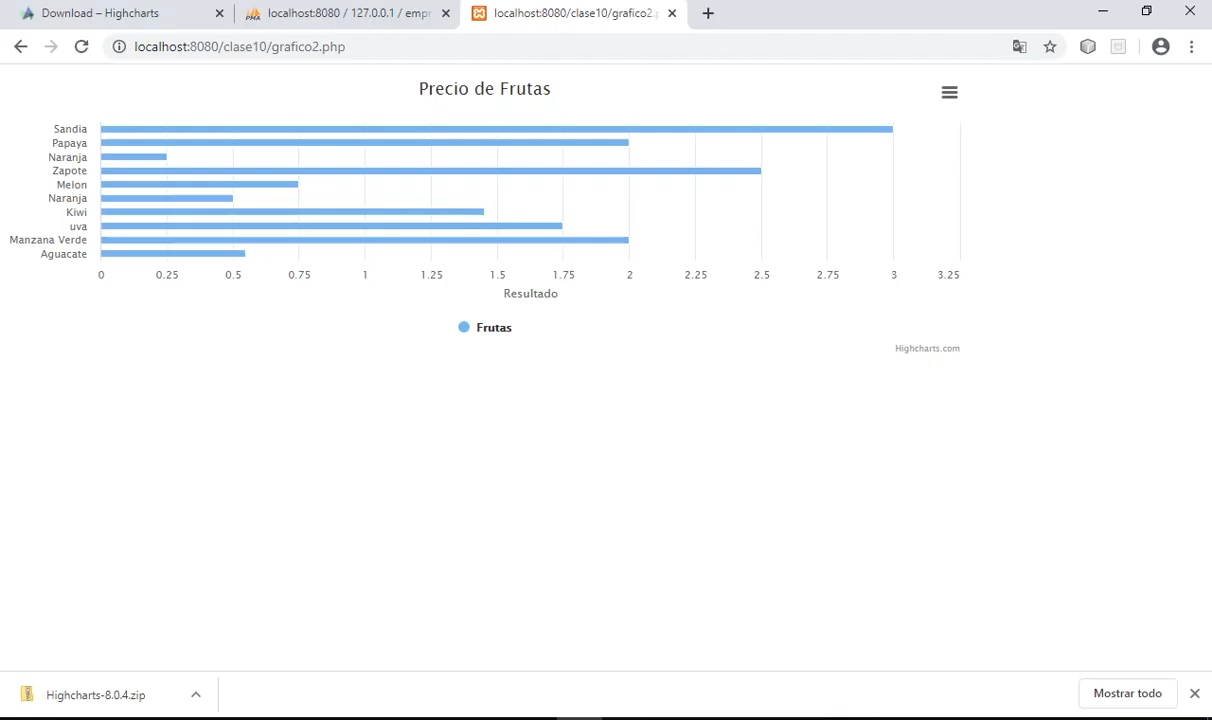 Download – Highcharts
localhost:8080 / 127.0.0.1 / empr
localhost:8080/clase10/grafico2.p
localhost:8080/clase10/grafico2.php
Precio de Frutas
Sandia
Papaya
Naranja
Zapote
Melon
Naranja
Kiwi
uva
Manzana Verde
Aguacate
0 0.25 0.5 0.75 1 1.25 1.5 1.75 2 2.25 2.5 2.75 3 3.25
Resultado
Frutas
Highcharts.com
Highcharts-8.0.4.zip
Mostrar todo